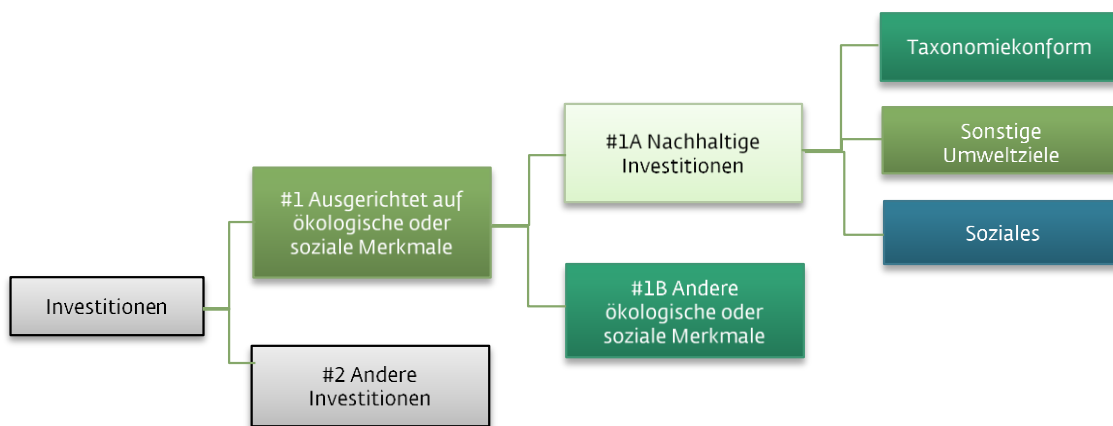 Investitionen
#1 Ausgerichtet auf
ökologische oder
soziale Merkmale
#2 Andere
Investitionen
#1A Nachhaltige
Investitionen
#1B Andere
ökologische oder
soziale Merkmale
Taxonomiekonform
Sonstige
Umweltziele
Soziales